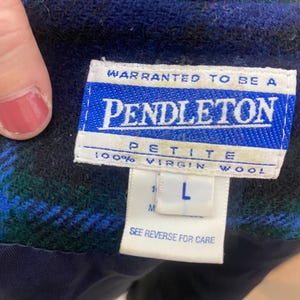 WARRANTED TO BE A
PENDLETON
PETITE
100% VIRGIN WOOL
L
SEE REVERSE FOR CARE